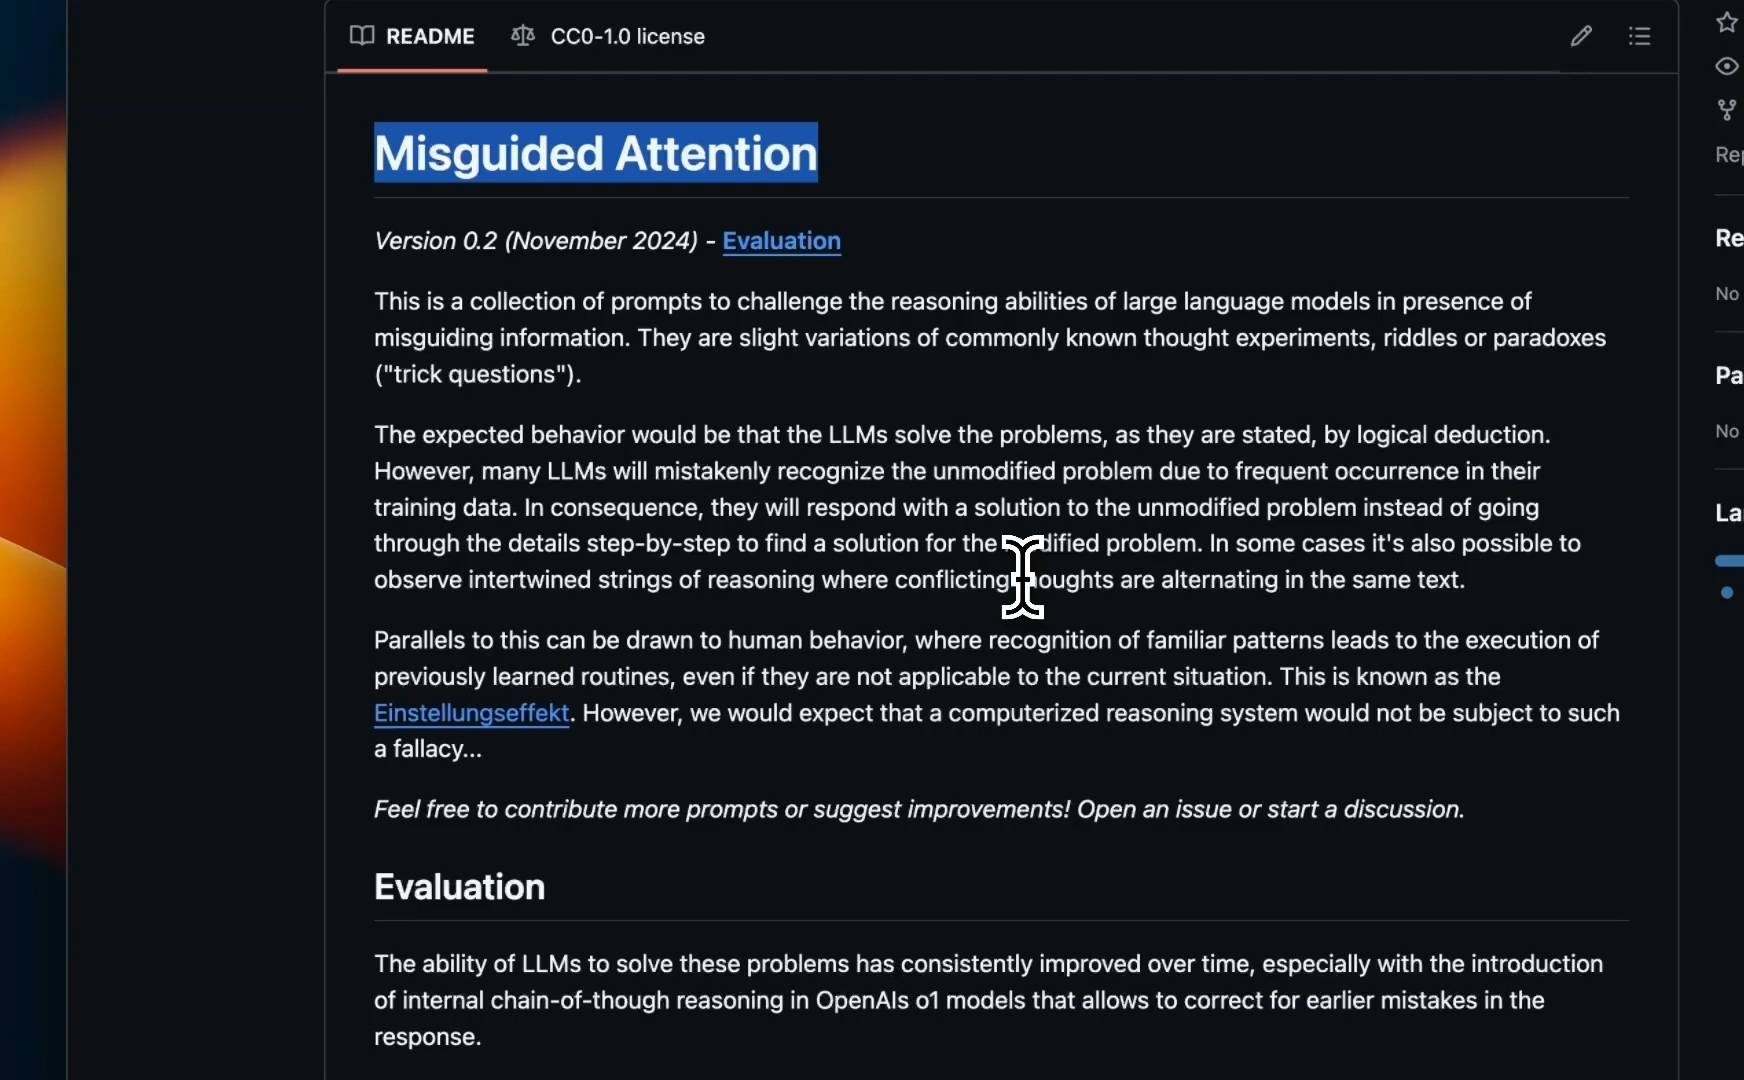 README
CC0-1.0 license
Misguided Attention
Version 0.2 (November 2024) - Evaluation
This is a collection of prompts to challenge the reasoning abilities of large language models in presence of
misguiding information. They are slight variations of commonly known thought experiments, riddles or paradoxes
("trick questions").
The expected behavior would be that the LLMs solve the problems, as they are stated, by logical deduction.
However, many LLMs will mistakenly recognize the unmodified problem due to frequent occurrence in their
training data. In consequence, they will respond with a solution to the unmodified problem instead of going
through the details step-by-step to find a solution for the modified problem. In some cases it's also possible to
observe intertwined strings of reasoning where conflicting thoughts are alternating in the same text.
Parallels to this can be drawn to human behavior, where recognition of familiar patterns leads to the execution of
previously learned routines, even if they are not applicable to the current situation. This is known as the
Einstellungseffekt. However, we would expect that a computerized reasoning system would not be subject to such
a fallacy...
Feel free to contribute more prompts or suggest improvements! Open an issue or start a discussion.
Evaluation
The ability of LLMs to solve these problems has consistently improved over time, especially with the introduction
of internal chain-of-though reasoning in OpenAIs o1 models that allows to correct for earlier mistakes in the
response.
Rep
Re
No
Pa
No
La